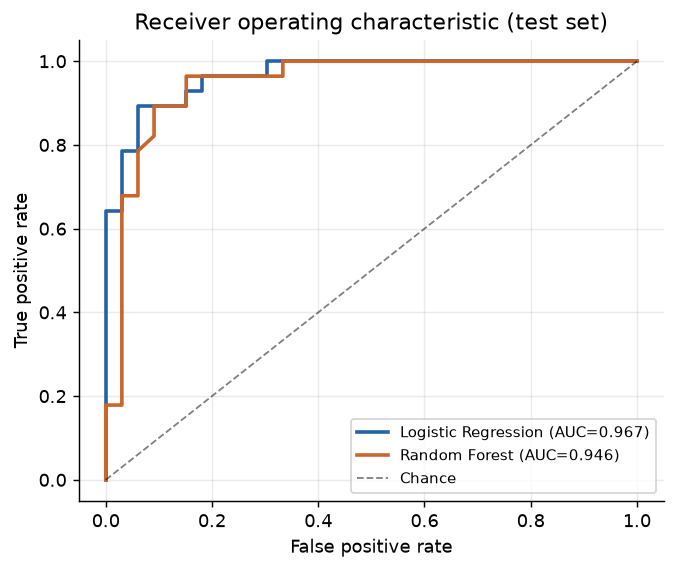 Receiver operating characteristic (test set)
True positive rate
1.0
0.8
0.6
0.4
0.2
0.0
0.0 0.2 0.4 0.6 0.8 1.0
False positive rate
Logistic Regression (AUC=0.967)
Random Forest (AUC=0.946)
Chance